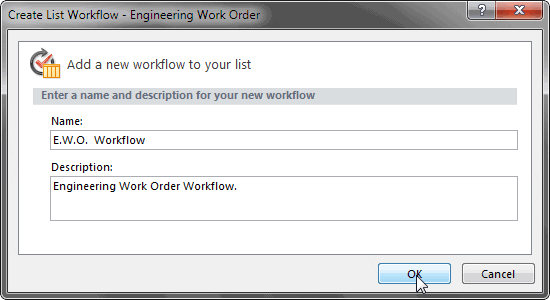 Create List Workflow - Engineering Work Order
Add a new workflow to your list
Enter a name and description for your new workflow
Name:
E.W.O.  Workflow
Description:
Engineering Work Order Workflow.
OK
Cancel